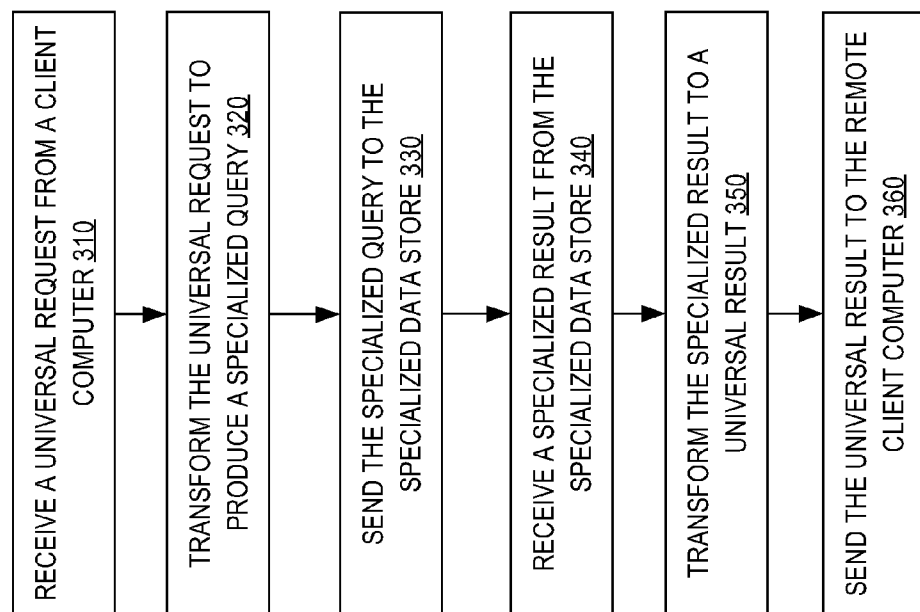 RECEIVE A UNIVERSAL REQUEST FROM A CLIENT
COMPUTER 310
TRANSFORM THE UNIVERSAL REQUEST TO
PRODUCE A SPECIALIZED QUERY 320
SEND THE SPECIALIZED QUERY TO THE
SPECIALIZED DATA STORE 330
RECEIVE A SPECIALIZED RESULT FROM THE
SPECIALIZED DATA STORE 340
TRANSFORM THE SPECIALIZED RESULT TO A
UNIVERSAL RESULT 350
SEND THE UNIVERSAL RESULT TO THE REMOTE
CLIENT COMPUTER 360